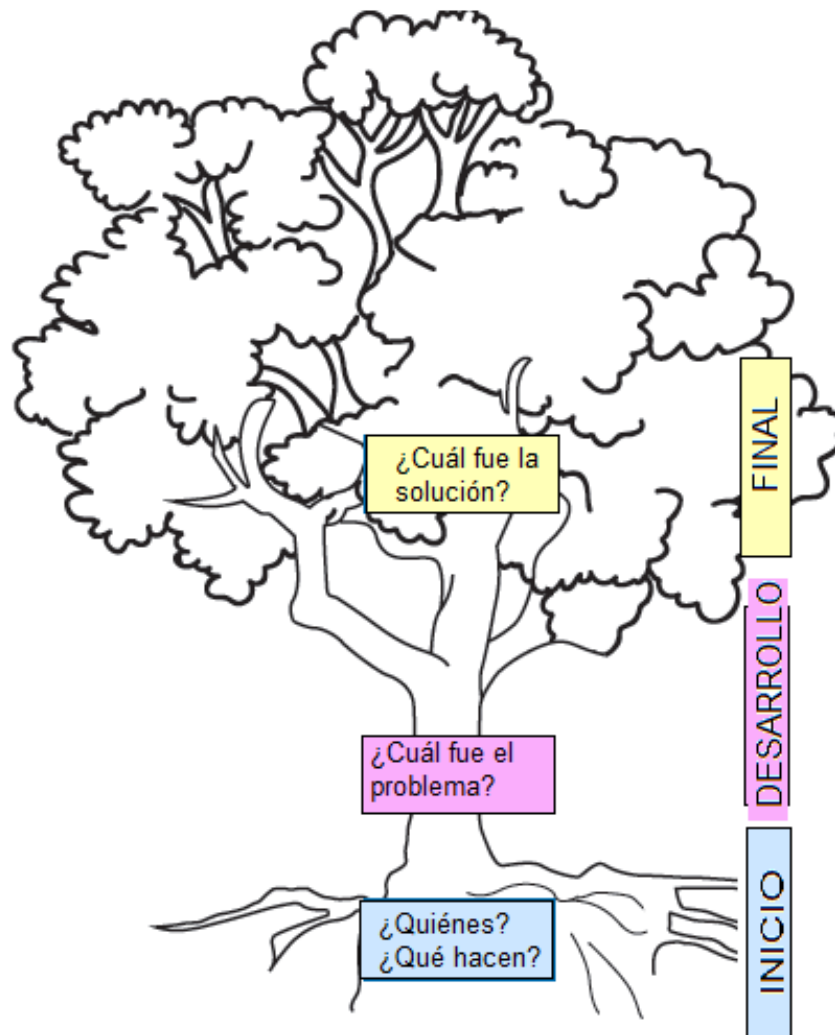 ¿Cuál fue la
solución?
FINAL
¿Cuál fue el
problema?
DESARROLLO
¿Quiénes?
¿Qué hacen?
INICIO